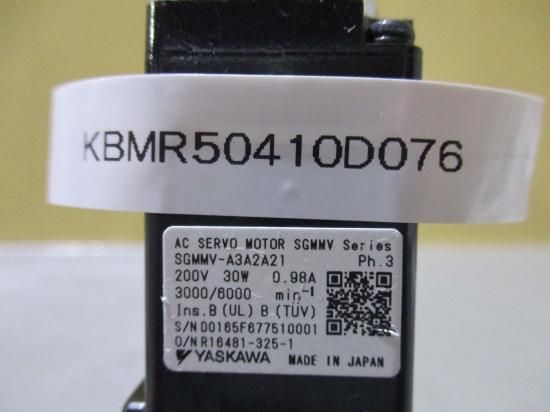 KBMR50410D076
AC SERVO MOTOR SGMMV Series
SGMMV-A3A2A21 Ph.3
200V 30W 0.98A
3000/6000 min⁻¹
Ins.B(UL) B(TÜV)
S/N D0165F677510001
O/N R16481-325-1
YASKAWA MADE IN JAPAN